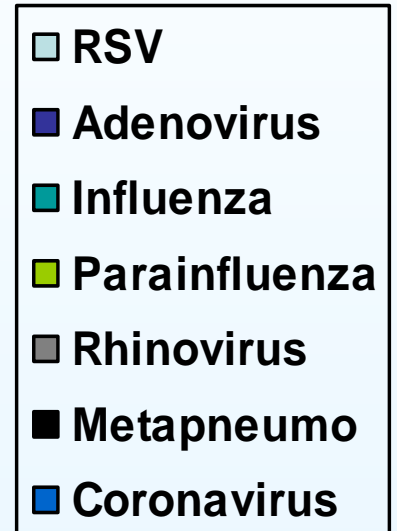 RSV
Adenovirus
Influenza
Parainfluenza
Rhinovirus
Metapneumo
Coronavirus